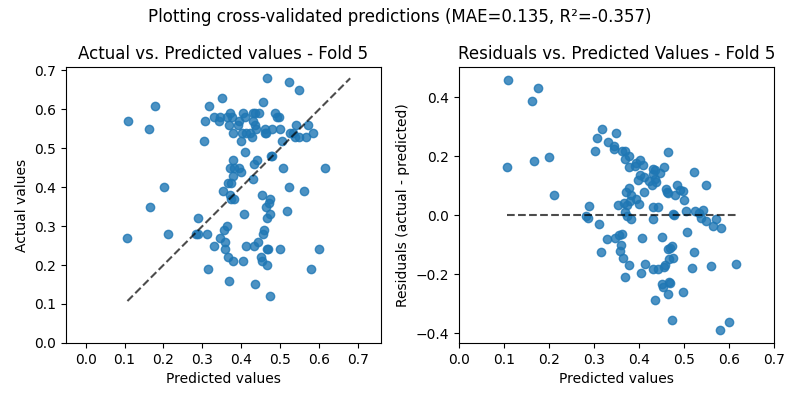 Plotting cross-validated predictions (MAE=0.135, R²=-0.357)
Actual vs. Predicted values - Fold 5
Actual values
0.7
0.6
0.5
0.4
0.3
0.2
0.1
0.0
0.0 0.1 0.2 0.3 0.4 0.5 0.6 0.7
Predicted values
Residuals vs. Predicted Values - Fold 5
Residuals (actual - predicted)
0.4
0.2
0.0
−0.2
−0.4
0.0 0.1 0.2 0.3 0.4 0.5 0.6 0.7
Predicted values